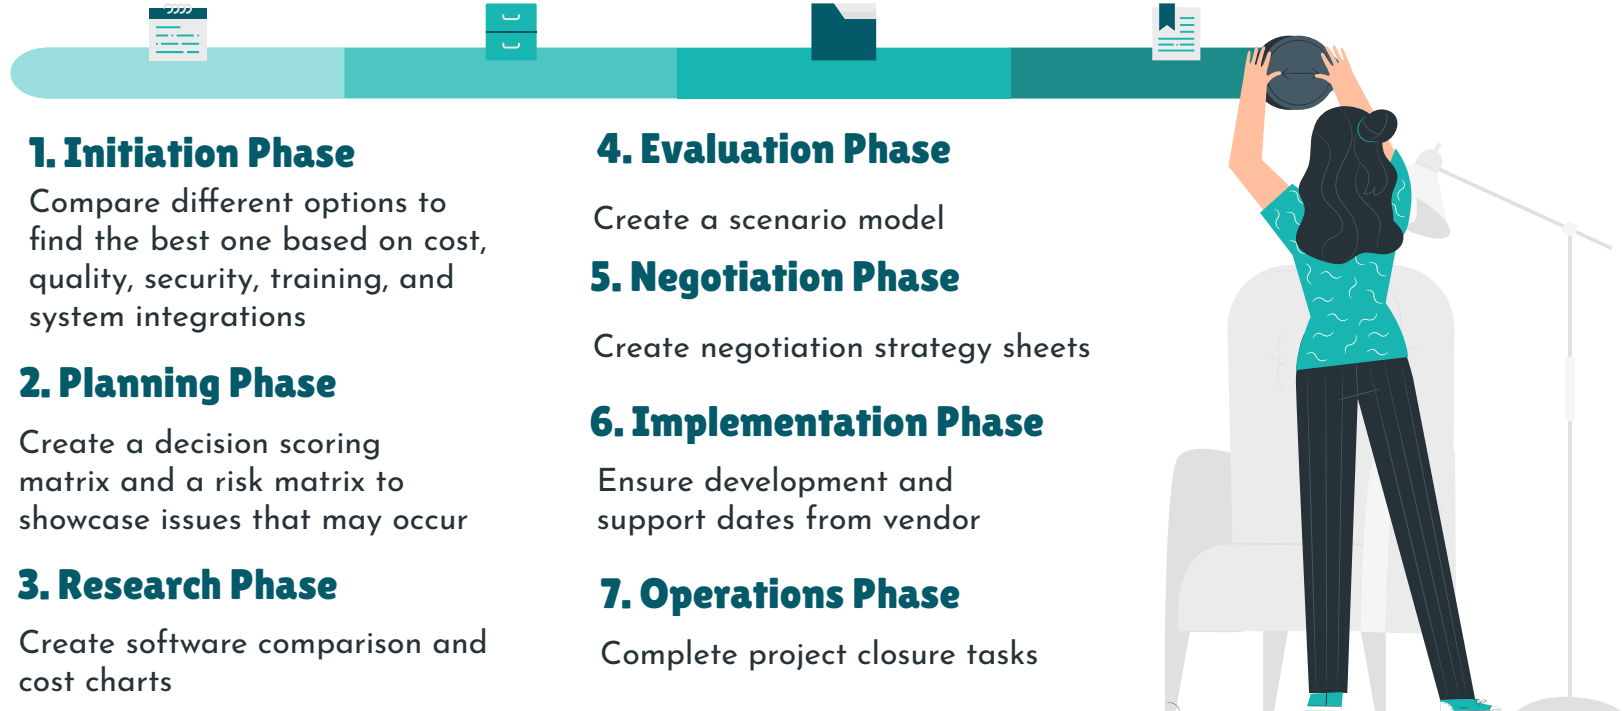 1. Initiation Phase
Compare different options to
find the best one based on cost,
quality, security, training, and
system integrations
2. Planning Phase
Create a decision scoring
matrix and a risk matrix to
showcase issues that may occur
3. Research Phase
Create software comparison and
cost charts
4. Evaluation Phase
Create a scenario model
5. Negotiation Phase
Create negotiation strategy sheets
6. Implementation Phase
Ensure development and
support dates from vendor
7. Operations Phase
Complete project closure tasks